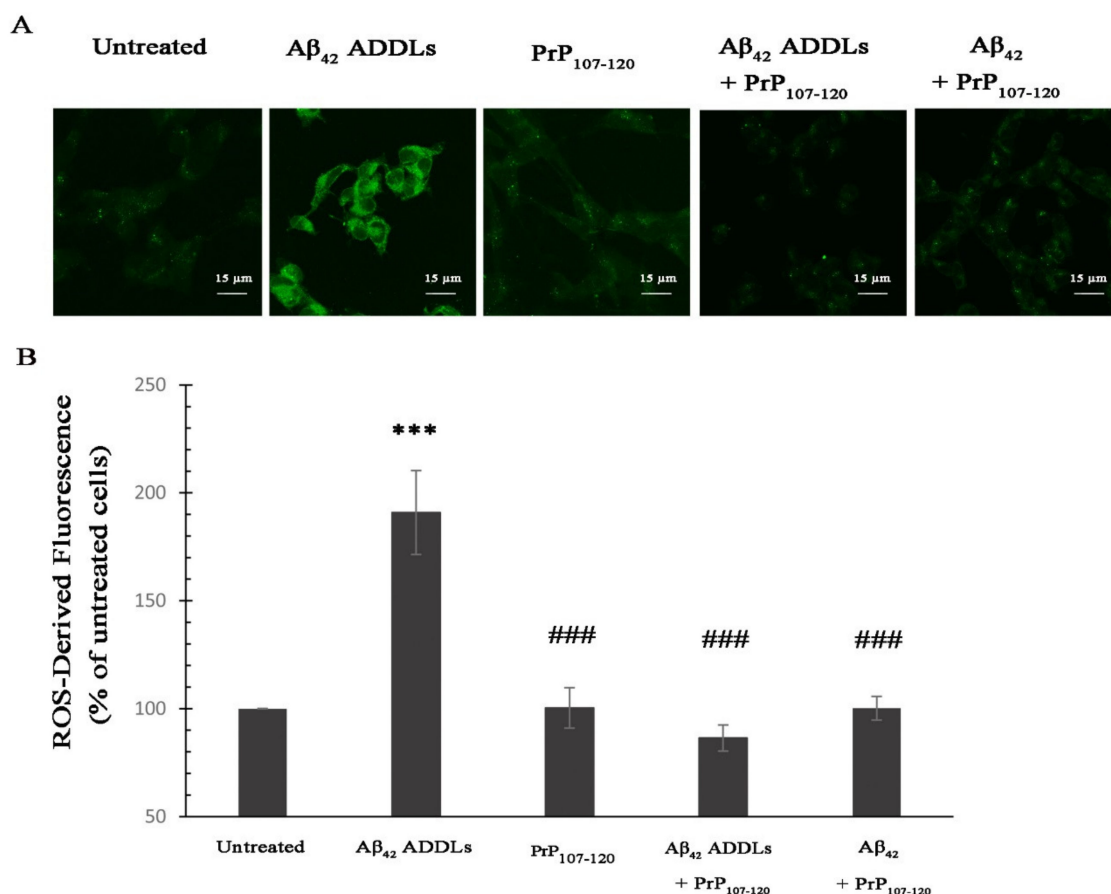 A
Untreated
Aβ₄₂ ADDLs
PrP₁₀₇₋₁₂₀
Aβ₄₂ ADDLs
+ PrP₁₀₇₋₁₂₀
Aβ₄₂
+ PrP₁₀₇₋₁₂₀
15 µm
15 µm
15 µm
15 µm
15 µm
B
ROS-Derived Fluorescence
(% of untreated cells)
250
200
150
100
50
***
###
###
###
Untreated
Aβ₄₂ ADDLs
PrP₁₀₇₋₁₂₀
Aβ₄₂ ADDLs
+ PrP₁₀₇₋₁₂₀
Aβ₄₂
+ PrP₁₀₇₋₁₂₀